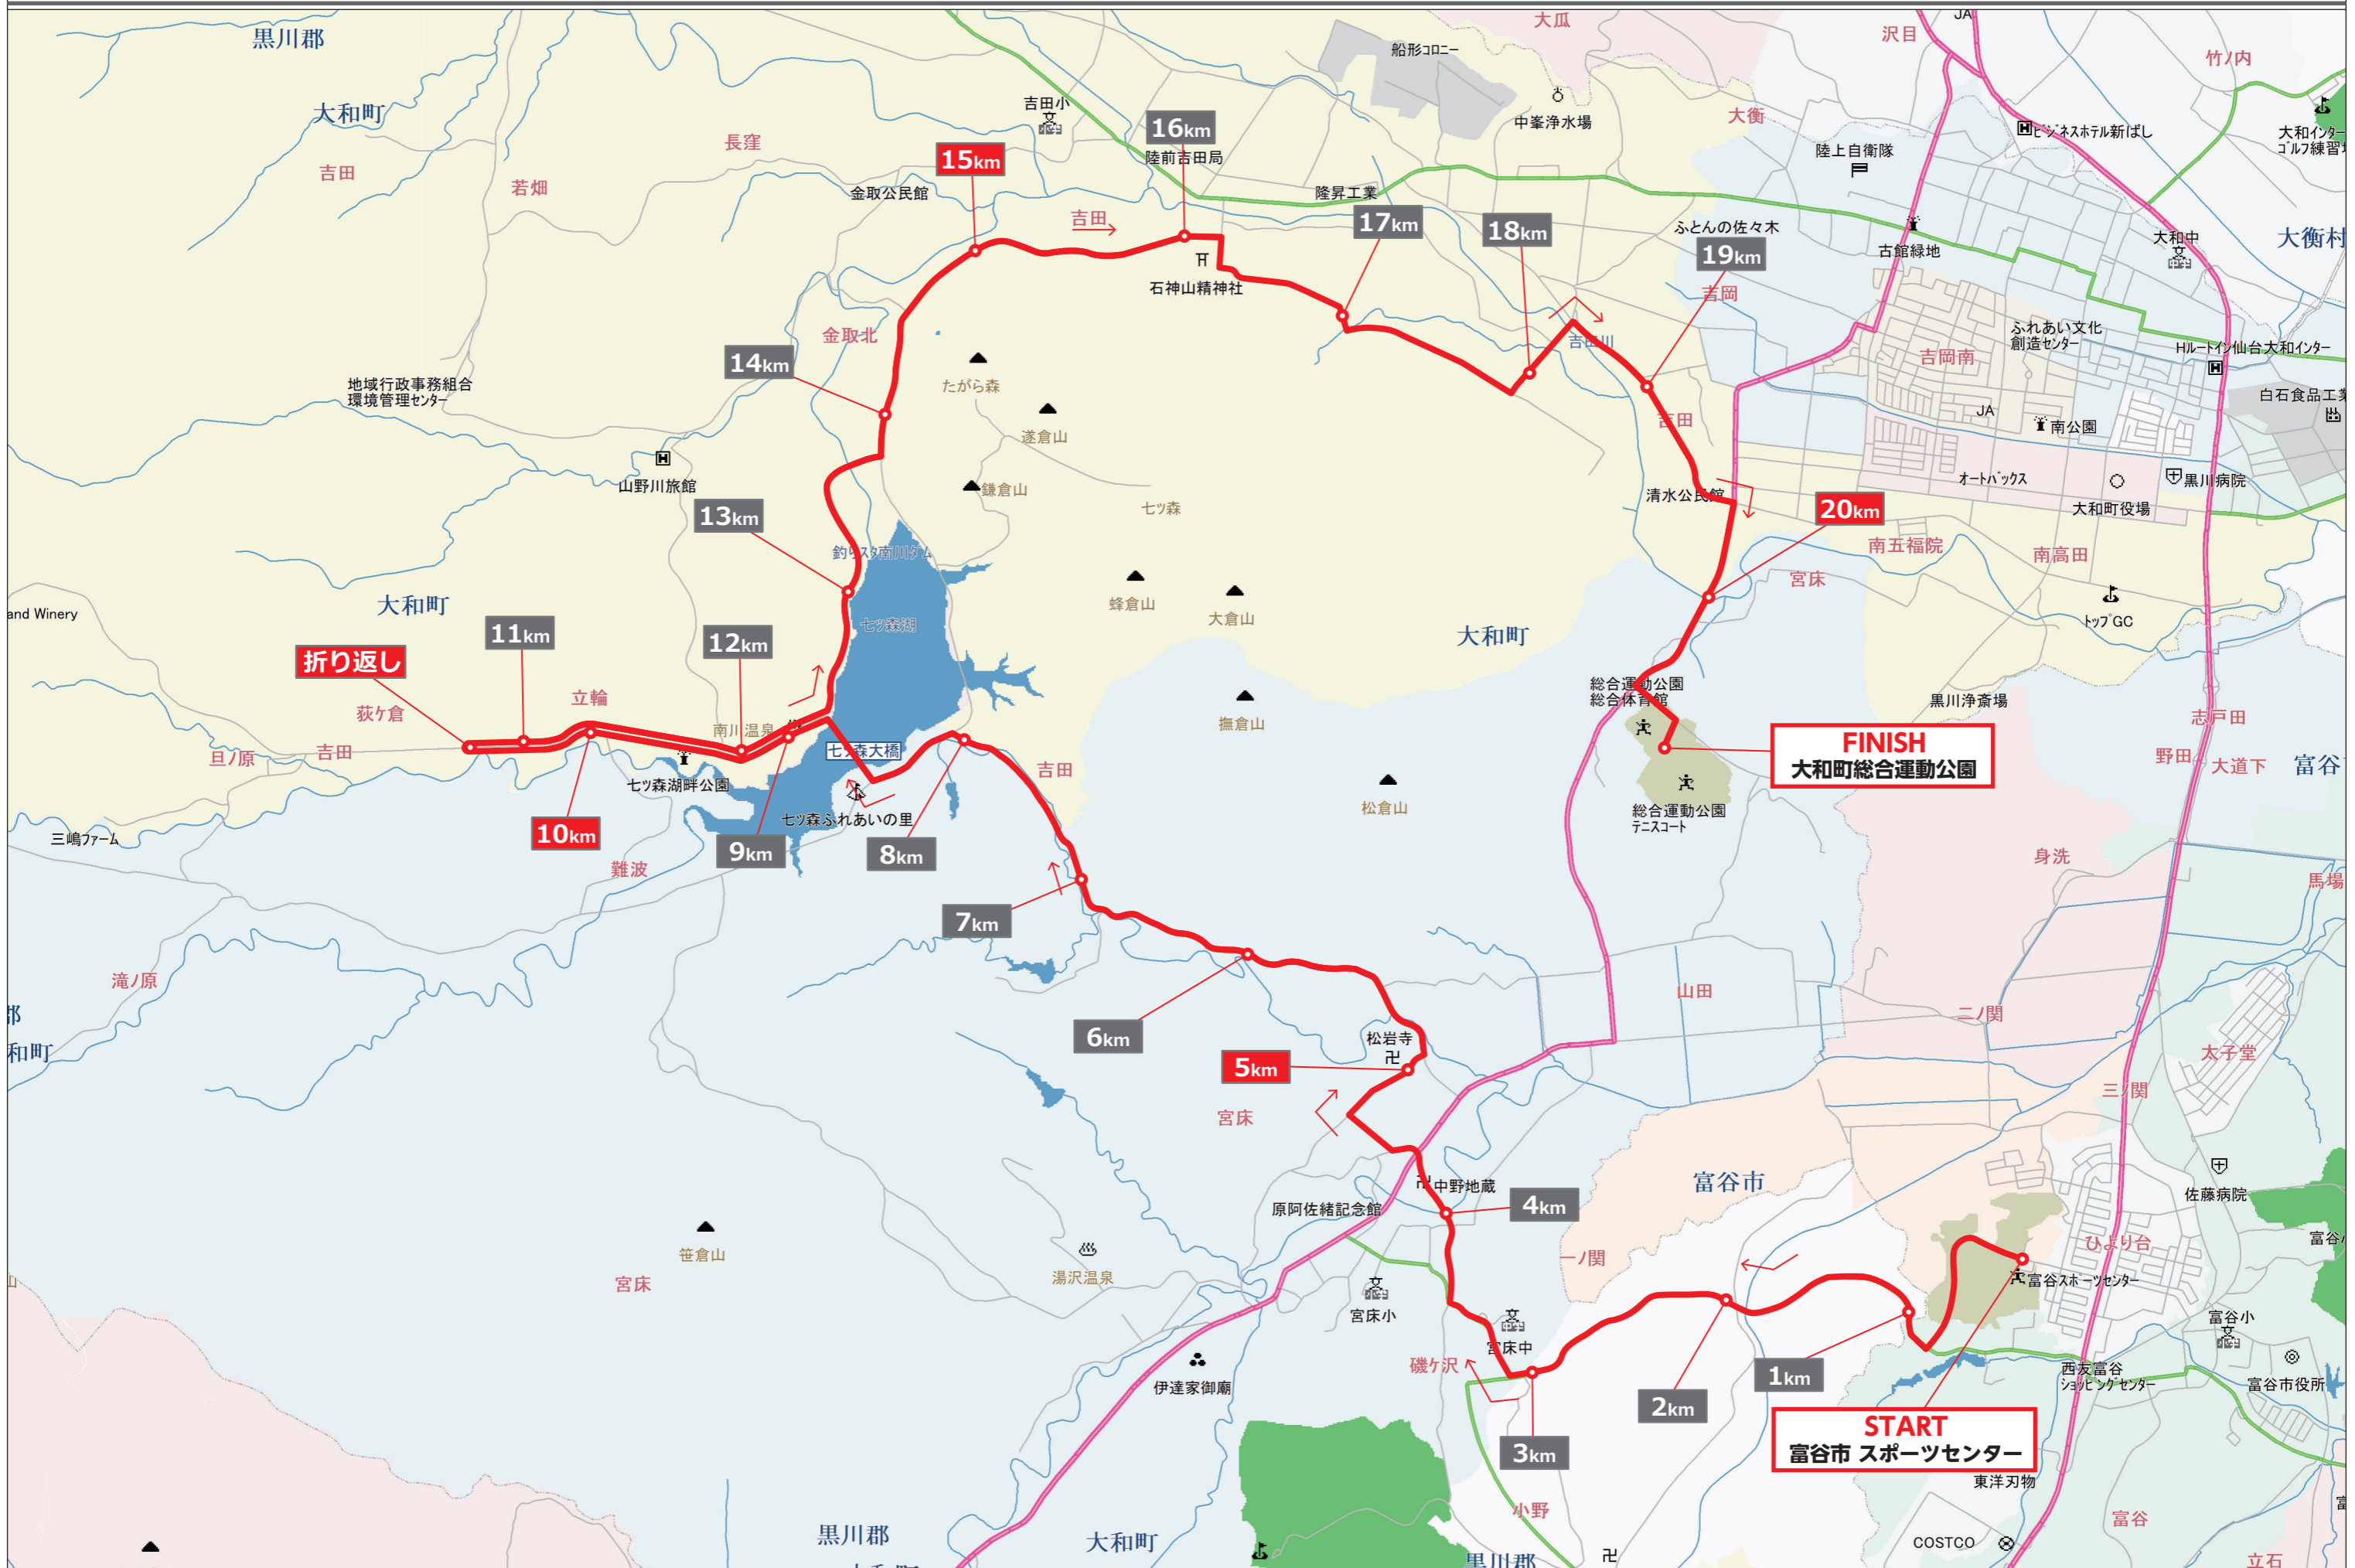 黒川郡
大瓜
JA
沢目
竹ノ内
船形コロニー
大和町
吉田小
16km
中峯浄水場
大衡
ビジネスホテル新ばし
長窪
15km
陸前吉田局
陸上自衛隊
吉田
若畑
金取公民館
隆昇工業
吉田
17km
18km
ふとんの佐々木
19km
古館緑地
大和中
大衡村
石神山精神社
吉岡
金取北
吉田川
ふれあい文化
創造センター
吉岡南
Hルートイン仙台大和インター
14km
たがら森
地域行政事務組合
環境管理センター
白石食品工業
JA
吉田
南公園
遂倉山
山野川旅館
鎌倉山
七ツ森
清水公民館
オートバックス
黒川病院
13km
20km
大和町役場
釣りスタ南川ダム
南五福院
南高田
宮床
蜂倉山
大倉山
and Winery
大和町
七ツ森湖
トップGC
11km
12km
大和町
折り返し
立輪
荻ケ倉
総合運動公園
総合体育館
黒川浄斎場
撫倉山
志戸田
南川温泉
吉田
旦ノ原
七ツ森大橋
FINISH
大和町総合運動公園
野田
大道下
吉田
七ツ森湖畔公園
松倉山
総合運動公園
テニスコート
三嶋ファーム
10km
七ツ森ふれあいの里
9km
8km
難波
身洗
7km
滝ノ原
山田
二ノ関
6km
松岩寺
和町
太子堂
5km
三ノ関
宮床
富谷市
中野地蔵
佐藤病院
4km
原阿佐緒記念館
笹倉山
一ノ関
ひより台
湯沢温泉
富谷スポーツセンター
宮床
宮床小
富谷小
宮床中
磯ケ沢
1km
西友富谷
ショッピングセンター
富谷市役所
伊達家御廟
2km
START
富谷市 スポーツセンター
3km
東洋刃物
小野
富谷
黒川郡
大和町
COSTCO
黒川郡
立石